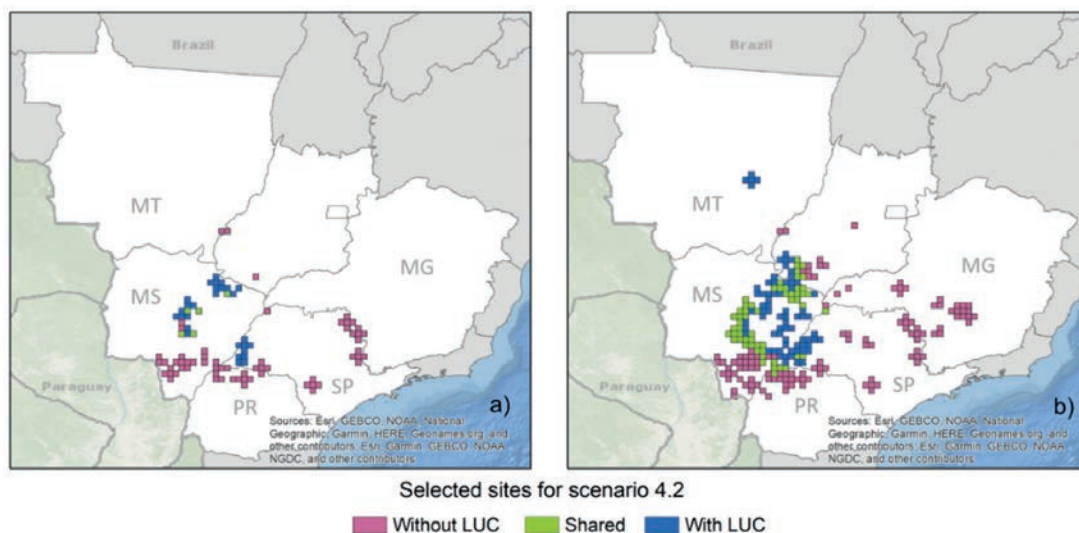 Brazil
MT
MS
MG
Paraguay
PR
SP
a)
Sources: Esri, GEBCO, NOAA, National
Geographic, Garmin, HERE, Geonames.org, and
other contributors, Esri, Garmin, GEBCO, NOAA
NGDC, and other contributors
Brazil
MT
MS
MG
Paraguay
PR
SP
b)
Sources: Esri, GEBCO, NOAA, National
Geographic, Garmin, HERE, Geonames.org, and
other contributors, Esri, Garmin, GEBCO, NOAA
NGDC, and other contributors
Selected sites for scenario 4.2
Without LUC Shared With LUC